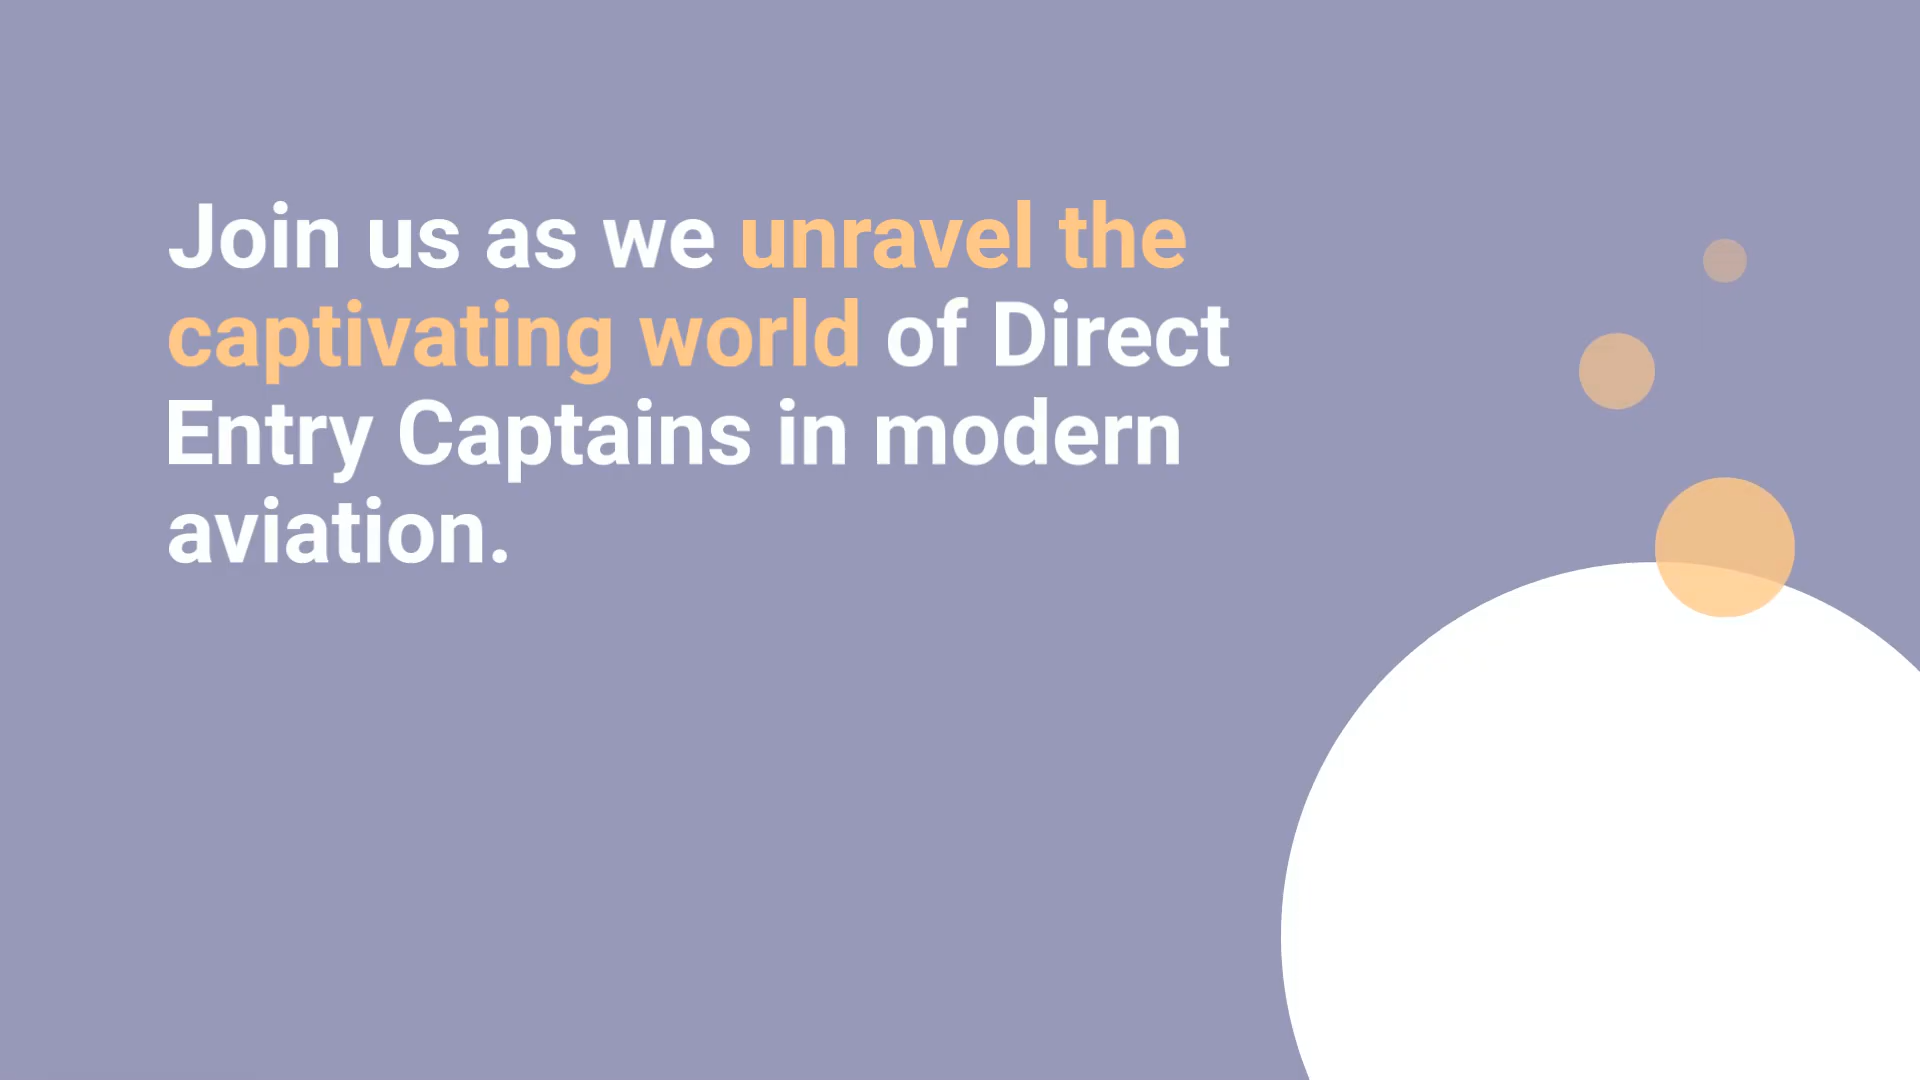 Join us as we unravel the
captivating world of Direct
Entry Captains in modern
aviation.